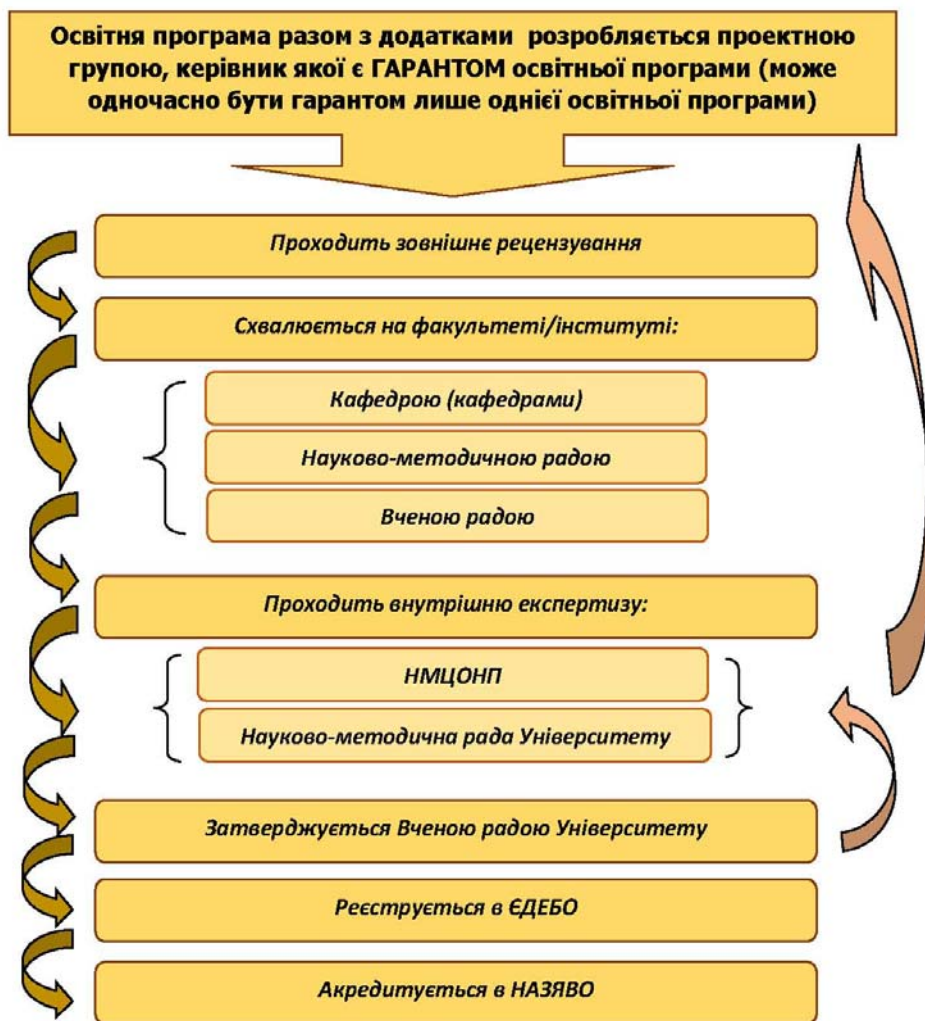 Освітня програма разом з додатками розробляється проектною
групою, керівник якої є ГАРАНТОМ освітньої програми (може
одночасно бути гарантом лише однієї освітньої програми)
Проходить зовнішнє рецензування
Схвалюється на факультеті/інституті:
Кафедрою (кафедрами)
Науково-методичною радою
Вченою радою
Проходить внутрішню експертизу:
НМЦОНП
Науково-методична рада Університету
Затверджується Вченою радою Університету
Реєструється в ЄДЕБО
Акредитується в НАЗЯВО